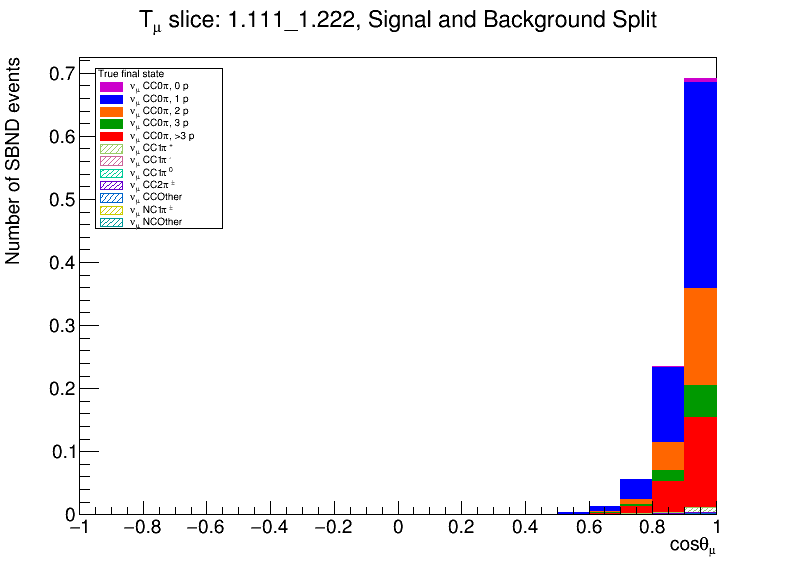 Tμ slice: 1.111_1.222, Signal and Background Split
Number of SBND events
0.7
0.6
0.5
0.4
0.3
0.2
0.1
0
True final state
νμ CC0π, 0 p
νμ CC0π, 1 p
νμ CC0π, 2 p
νμ CC0π, 3 p
νμ CC0π, >3 p
νμ CC1π⁺
νμ CC1π⁻
νμ CC1π⁰
νμ CC2π±
νμ CCOther
νμ NC1π±
νμ NCOther
−1 −0.8 −0.6 −0.4 −0.2 0 0.2 0.4 0.6 0.8 1
cosθμ